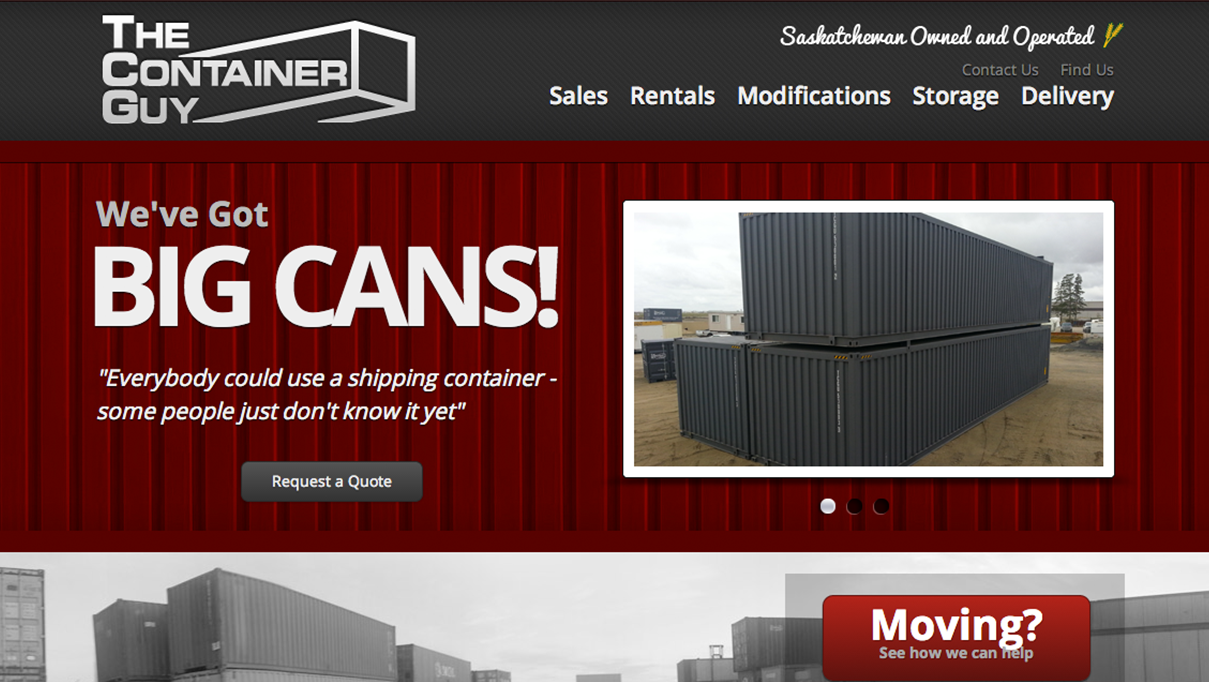 THE
CONTAINER
GUY
Saskatchewan Owned and Operated
Contact Us Find Us
Sales Rentals Modifications Storage Delivery
We've Got
BIG CANS!
"Everybody could use a shipping container -
some people just don't know it yet"
Request a Quote
Moving?
See how we can help